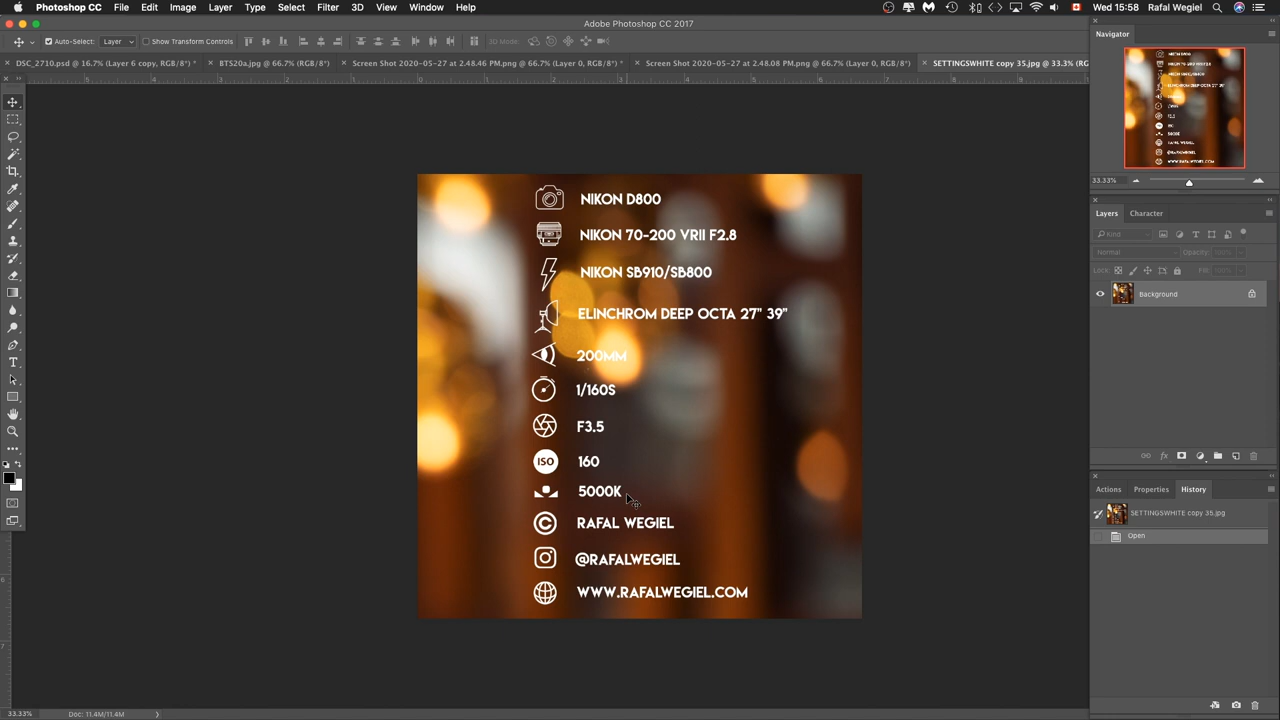 Photoshop CC File Edit Image Layer Type Select Filter 3D View Window Help Wed 15:58 Rafal Wegiel
Adobe Photoshop CC 2017
Auto-Select: Layer Show Transform Controls 3D Mode:
DSC_2710.psd @ 16.7% (Layer 6 copy, RGB/8*) * BTS20a.jpg @ 66.7% (RGB/8*) Screen Shot 2020-05-27 at 2.48.46 PM.png @ 66.7% (Layer 0, RGB/8*) * Screen Shot 2020-05-27 at 2.48.08 PM.png @ 66.7% (Layer 0, RGB/8*) SETTINGSWHITE copy 35.jpg @ 33.3% (RG
Navigator
33.33%
Layers Character
Kind
Normal Opacity: 100%
Lock: Fill: 100%
Background
Actions Properties History
SETTINGSWHITE copy 35.jpg
Open
NIKON D800
NIKON 70-200 VRII F2.8
NIKON SB910/SB800
ELINCHROM DEEP OCTA 27" 39"
200MM
1/160S
F3.5
ISO 160
5000K
© RAFAL WEGIEL
@RAFALWEGIEL
WWW.RAFALWEGIEL.COM
33.33% Doc: 11.4M/11.4M